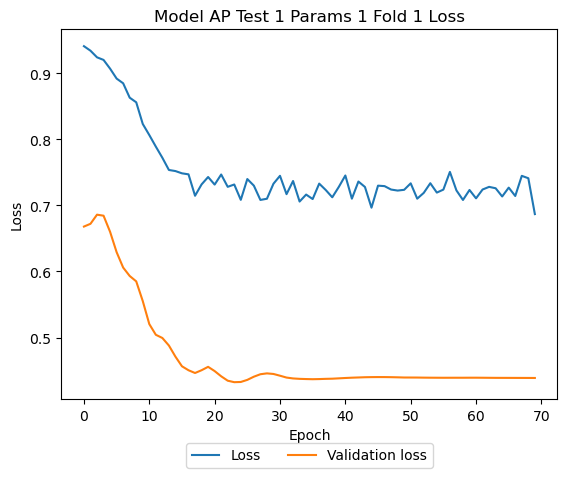 Model AP Test 1 Params 1 Fold 1 Loss
0.9
0.8
0.7
0.6
0.5
Loss
0 10 20 30 40 50 60 70
Epoch
Loss Validation loss